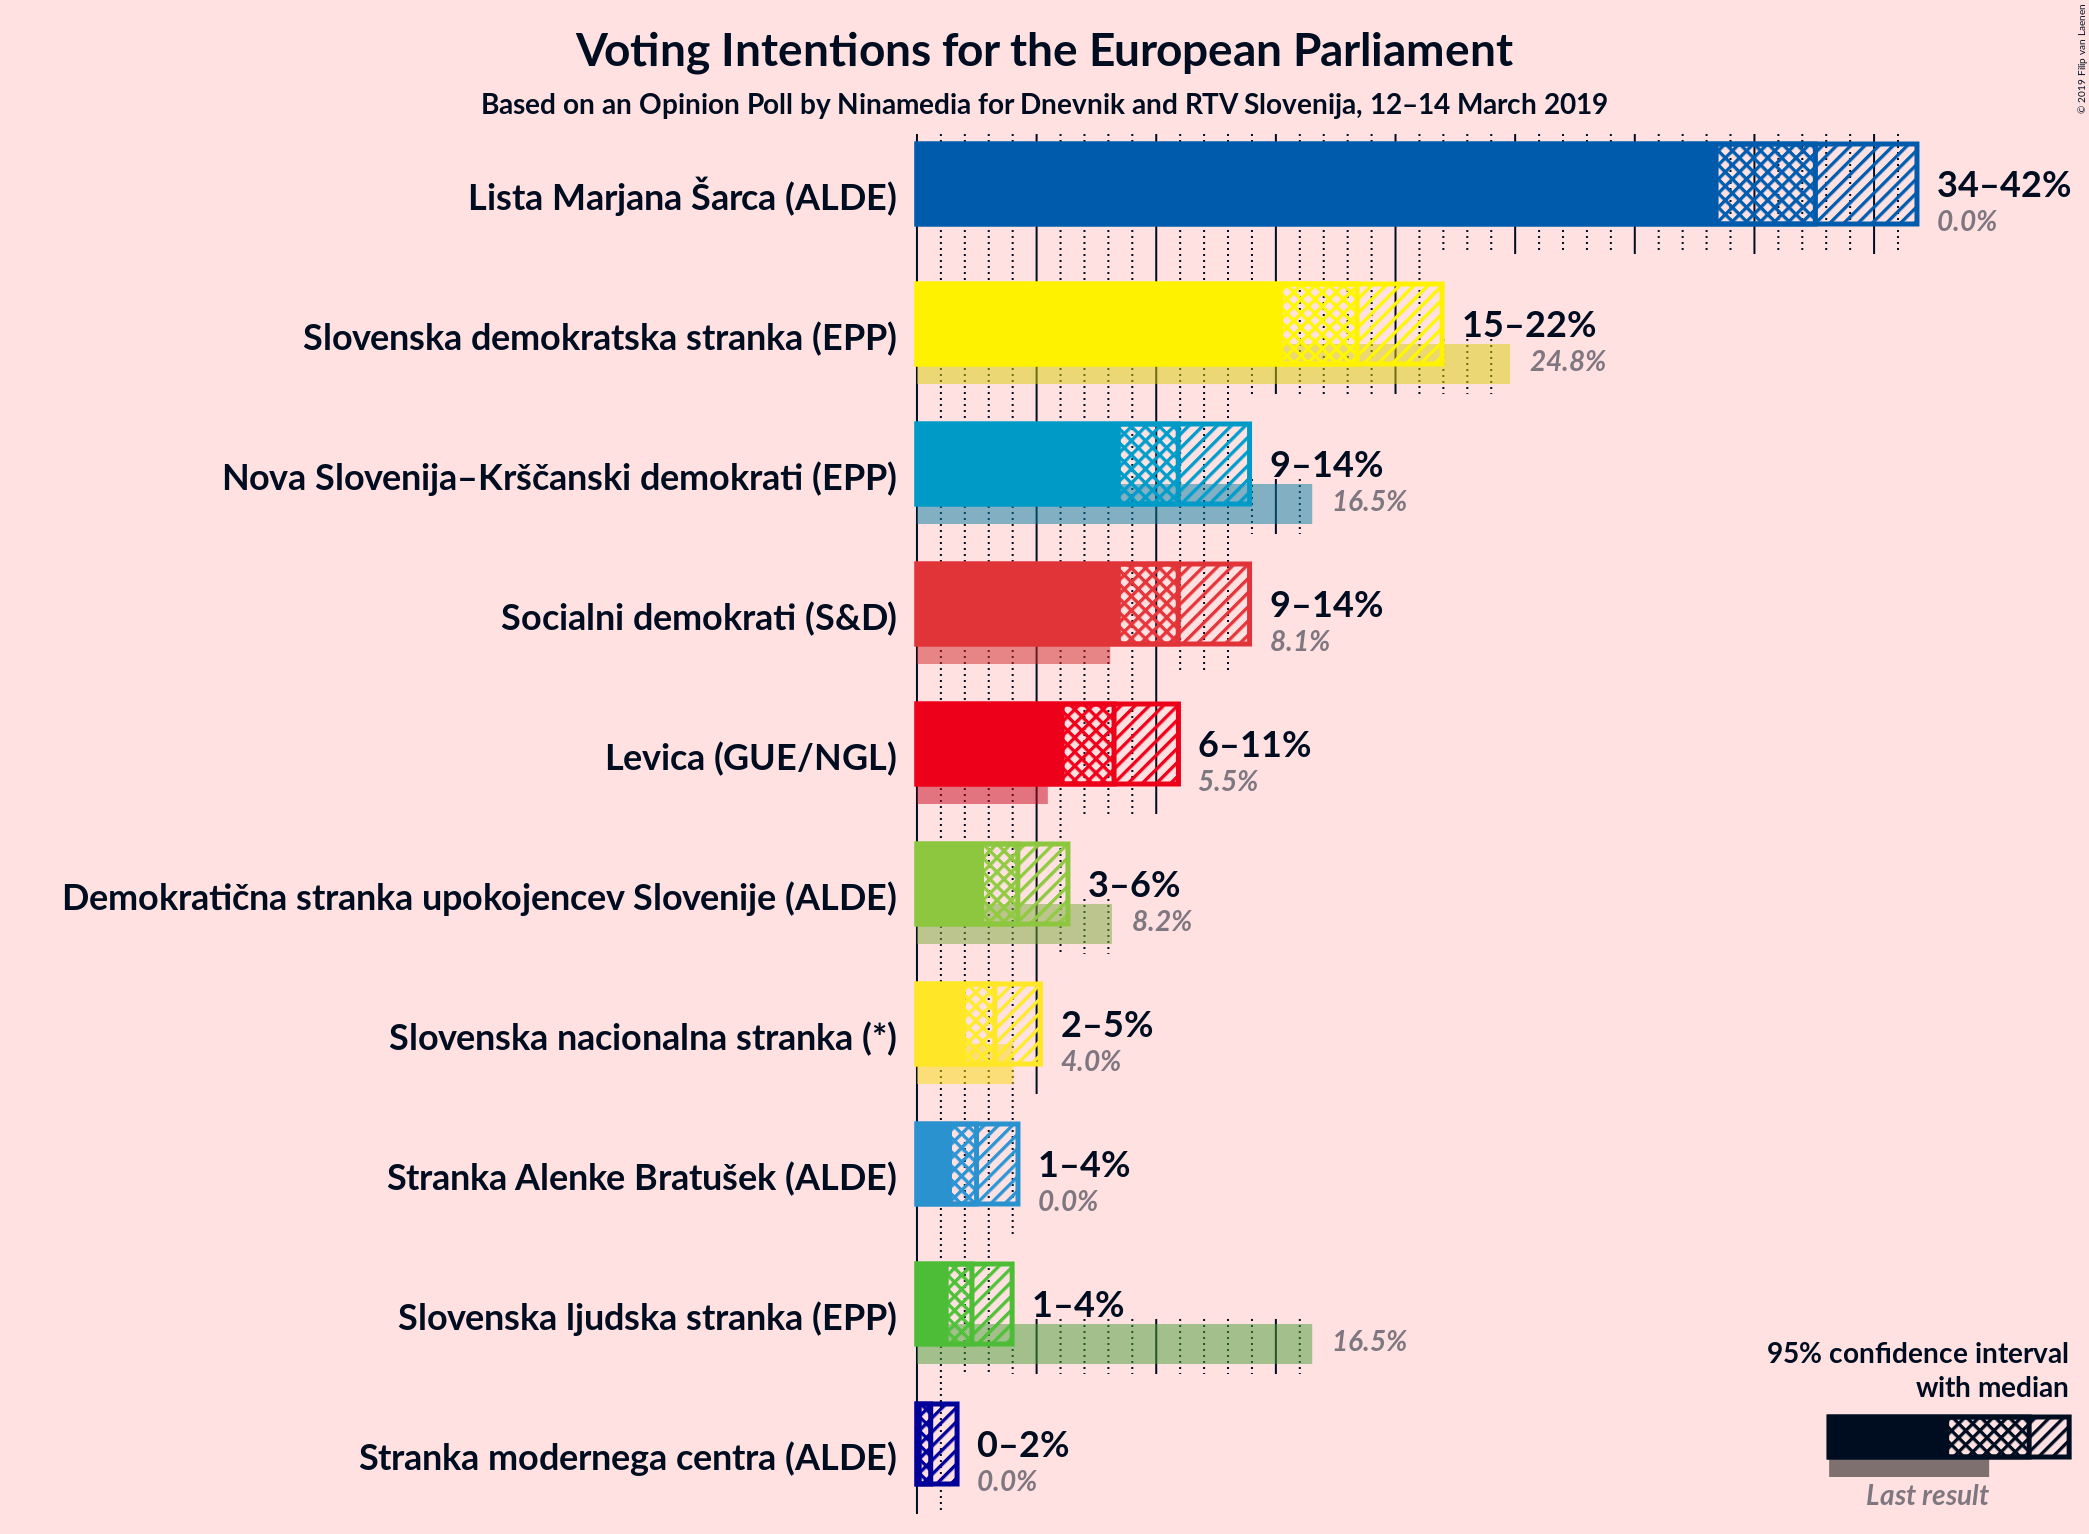 Voting Intentions for the European Parliament
Based on an Opinion Poll by Ninamedia for Dnevnik and RTV Slovenija, 12–14 March 2019
© 2019 Filip van Laenen
Lista Marjana Šarca (ALDE)
34–42%
0.0%
Slovenska demokratska stranka (EPP)
15–22%
24.8%
Nova Slovenija–Krščanski demokrati (EPP)
9–14%
16.5%
Socialni demokrati (S&D)
9–14%
8.1%
Levica (GUE/NGL)
6–11%
5.5%
Demokratična stranka upokojencev Slovenije (ALDE)
3–6%
8.2%
Slovenska nacionalna stranka (*)
2–5%
4.0%
Stranka Alenke Bratušek (ALDE)
1–4%
0.0%
Slovenska ljudska stranka (EPP)
1–4%
16.5%
Stranka modernega centra (ALDE)
0–2%
0.0%
95% confidence interval
with median
Last result